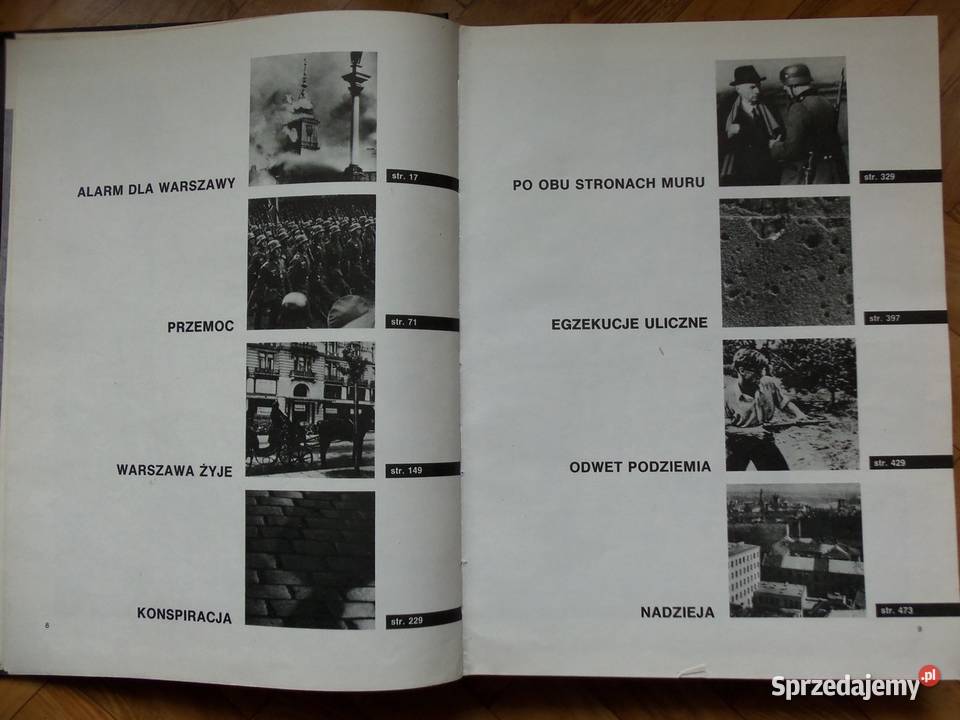 ALARM DLA WARSZAWY
str. 17
PRZEMOC
str. 71
WARSZAWA ŻYJE
str. 149
KONSPIRACJA
str. 229
8
PO OBU STRONACH MURU
str. 329
EGZEKUCJE ULICZNE
str. 397
ODWET PODZIEMIA
str. 429
NADZIEJA
str. 473
9
Sprzedajemy.pl